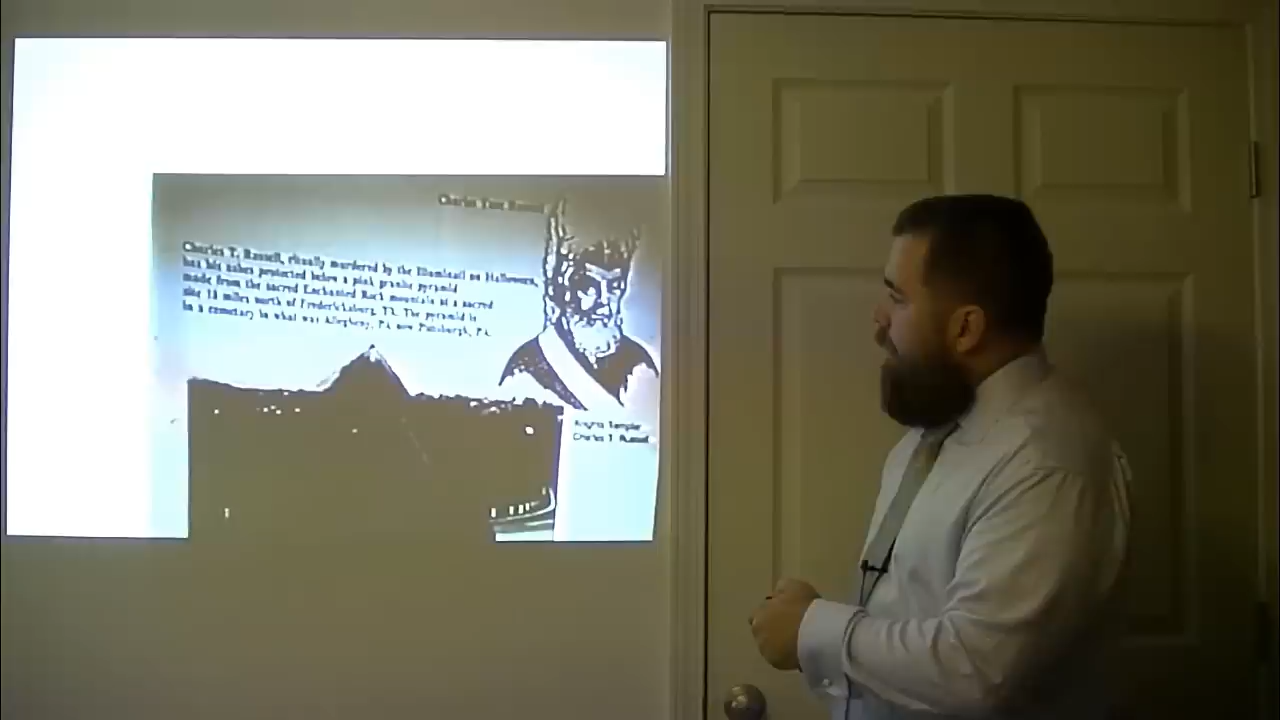 Charles Taze Russell
Charles T. Russell, ritually murdered by the Illuminati on Halloween,
has his ashes protected below a pink granite pyramid
made from the sacred Enchanted Rock mountain at a sacred
site 18 miles north of Fredericksburg, TX. The pyramid is
in a cemetary in what was Allegheny, PA now Pittsburgh, PA.
Knights Templar
Charles T. Russell